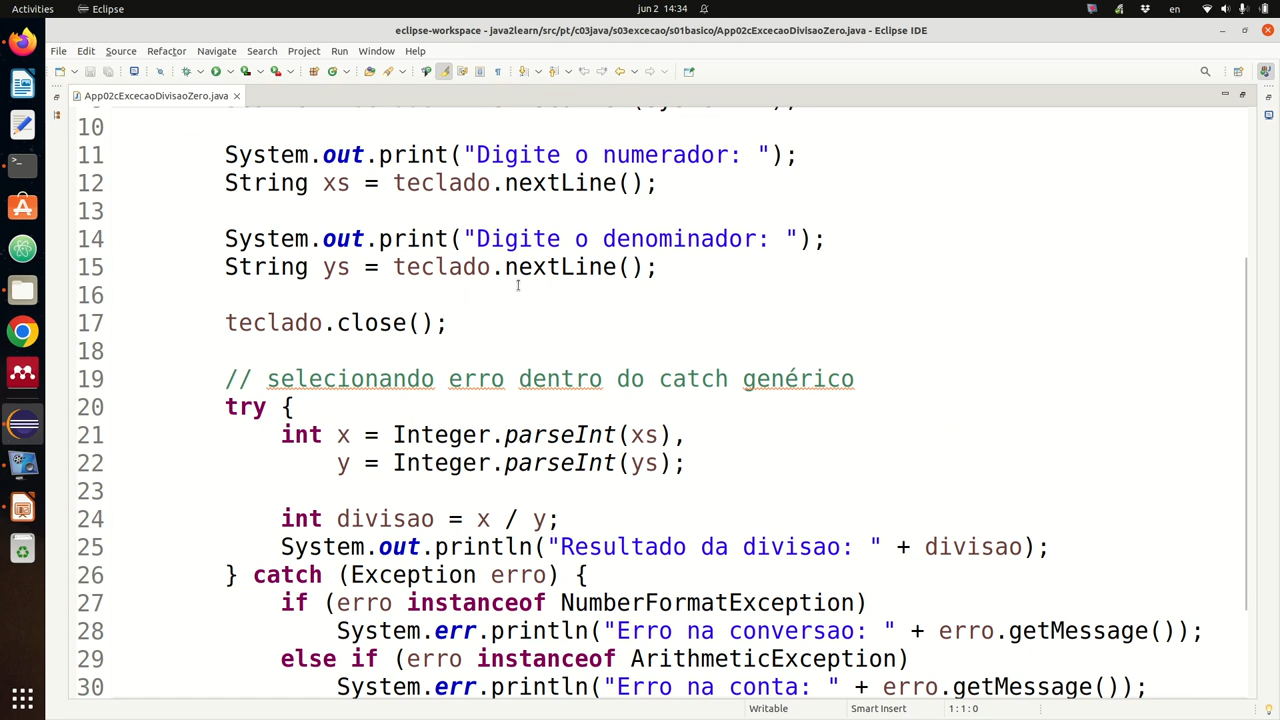 Activities
Eclipse
jun 2 14:34
en
eclipse-workspace - java2learn/src/pt/c03java/s03excecao/s01basico/App02cExcecaoDivisaoZero.java - Eclipse IDE
File Edit Source Refactor Navigate Search Project Run Window Help
App02cExcecaoDivisaoZero.java
10
11 System.out.print("Digite o numerador: ");
12 String xs = teclado.nextLine();
13
14 System.out.print("Digite o denominador: ");
15 String ys = teclado.nextLine();
16
17 teclado.close();
18
19 // selecionando erro dentro do catch genérico
20 try {
21 int x = Integer.parseInt(xs),
22 y = Integer.parseInt(ys);
23
24 int divisao = x / y;
25 System.out.println("Resultado da divisao: " + divisao);
26 } catch (Exception erro) {
27 if (erro instanceof NumberFormatException)
28 System.err.println("Erro na conversao: " + erro.getMessage());
29 else if (erro instanceof ArithmeticException)
30 System.err.println("Erro na conta: " + erro.getMessage());
Writable Smart Insert 1:1:0